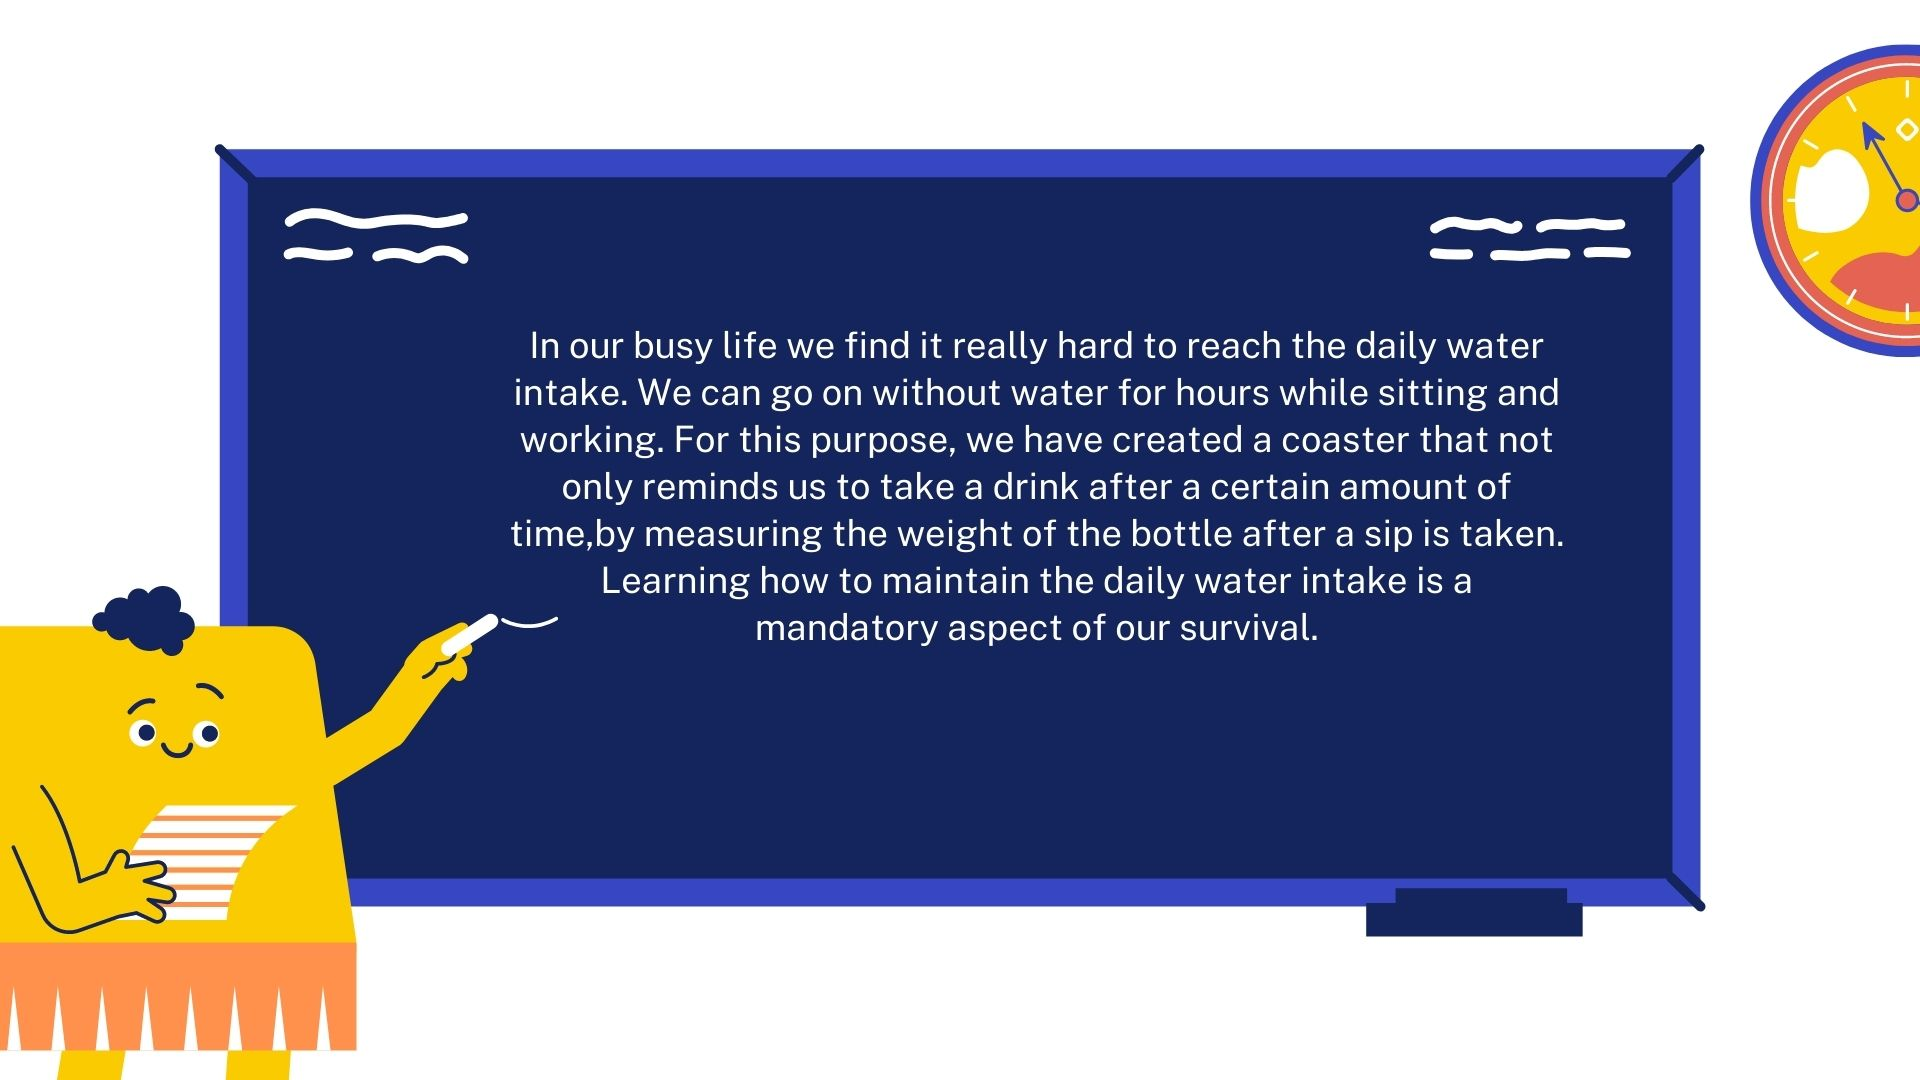 In our busy life we find it really hard to reach the daily water
intake. We can go on without water for hours while sitting and
working. For this purpose, we have created a coaster that not
only reminds us to take a drink after a certain amount of
time,by measuring the weight of the bottle after a sip is taken.
Learning how to maintain the daily water intake is a
mandatory aspect of our survival.